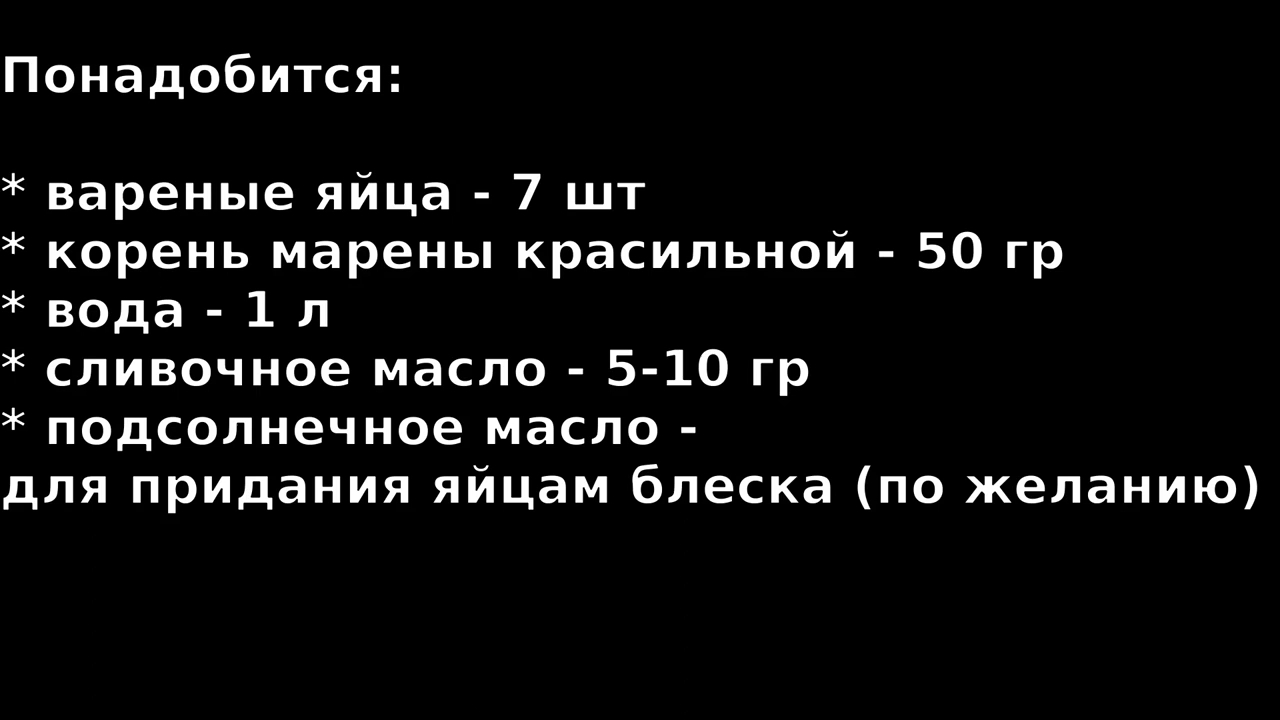 Понадобится:
* вареные яйца - 7 шт
* корень марены красильной - 50 гр
* вода - 1 л
* сливочное масло - 5-10 гр
* подсолнечное масло -
для придания яйцам блеска (по желанию)